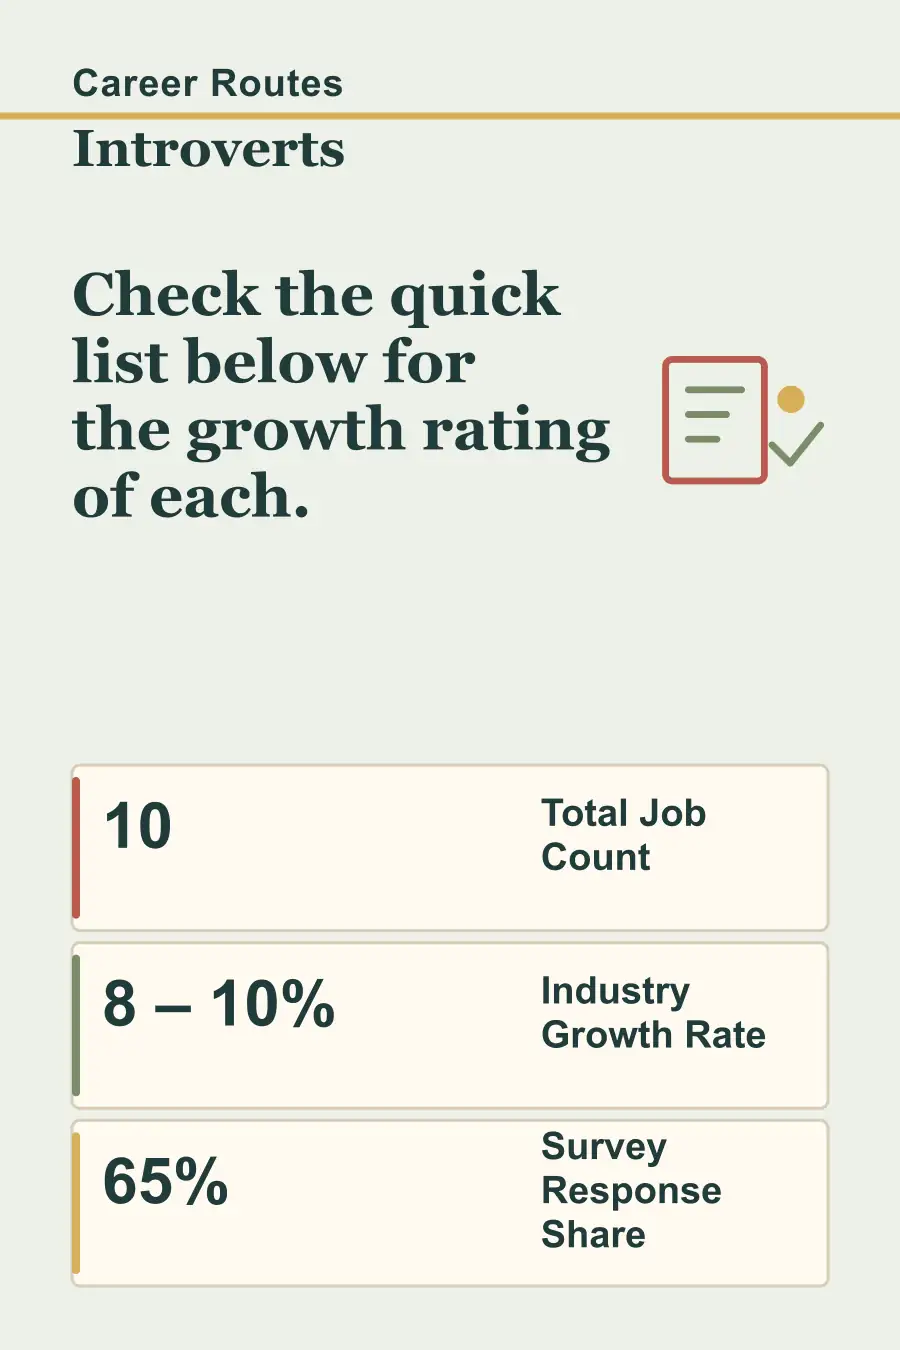 Career Routes
Introverts
Check the quick
list below for
the growth rating
of each.
10
Total Job
Count
8 – 10%
Industry
Growth Rate
65%
Survey
Response
Share